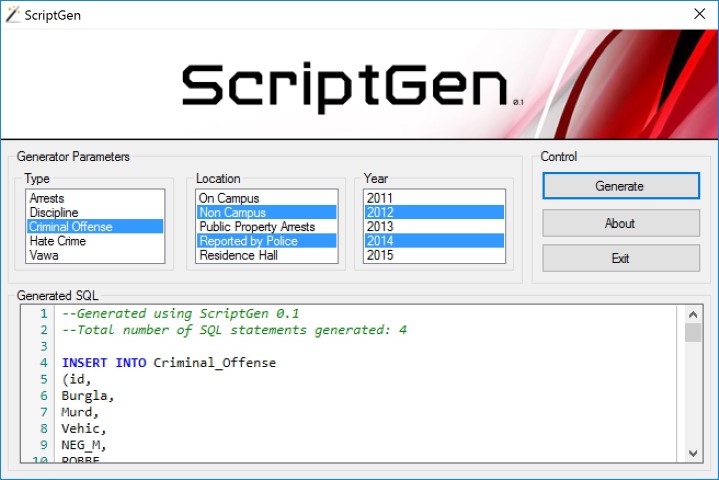 ScriptGen
ScriptGen 0.1
Generator Parameters
Type
Arrests
Discipline
Criminal Offense
Hate Crime
Vawa
Location
On Campus
Non Campus
Public Property Arrests
Reported by Police
Residence Hall
Year
2011
2012
2013
2014
2015
Control
Generate
About
Exit
Generated SQL
1 --Generated using ScriptGen 0.1
2 --Total number of SQL statements generated: 4
3
4 INSERT INTO Criminal_Offense
5 (id,
6 Burgla,
7 Murd,
8 Vehic,
9 NEG_M,
10 ROBBE,